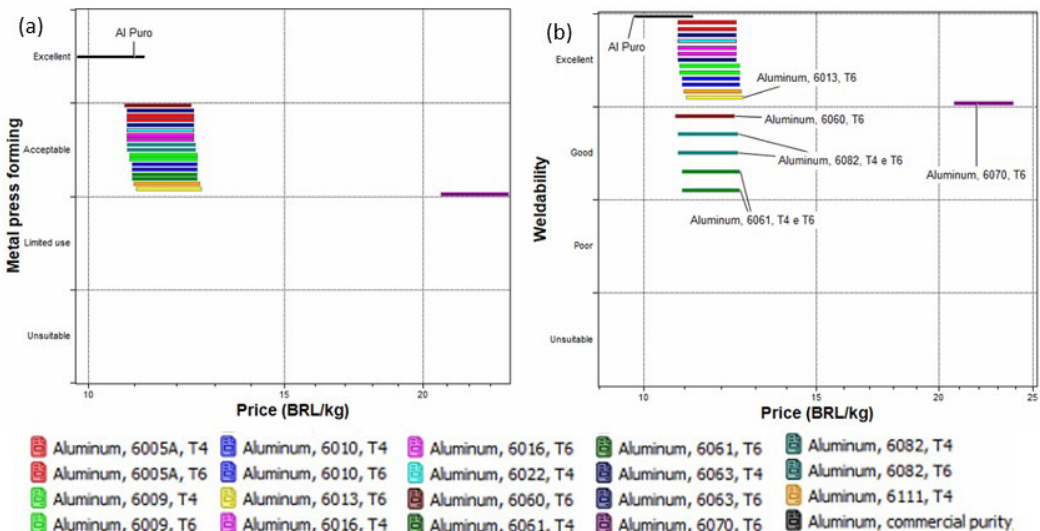 (a)
Metal press forming
Excellent
Acceptable
Limited use
Unsuitable
Al Puro
10
15
20
Price (BRL/kg)
(b)
Weldability
Excellent
Good
Poor
Unsuitable
Al Puro
Aluminum, 6013, T6
Aluminum, 6060, T6
Aluminum, 6082, T4 e T6
Aluminum, 6070, T6
Aluminum, 6061, T4 e T6
10
15
20
25
Price (BRL/kg)
Aluminum, 6005A, T4
Aluminum, 6005A, T6
Aluminum, 6009, T4
Aluminum, 6009, T6
Aluminum, 6010, T4
Aluminum, 6010, T6
Aluminum, 6013, T6
Aluminum, 6016, T4
Aluminum, 6016, T6
Aluminum, 6022, T4
Aluminum, 6060, T6
Aluminum, 6061, T4
Aluminum, 6061, T6
Aluminum, 6063, T4
Aluminum, 6063, T6
Aluminum, 6070, T6
Aluminum, 6082, T4
Aluminum, 6082, T6
Aluminum, 6111, T4
Aluminum, commercial purity